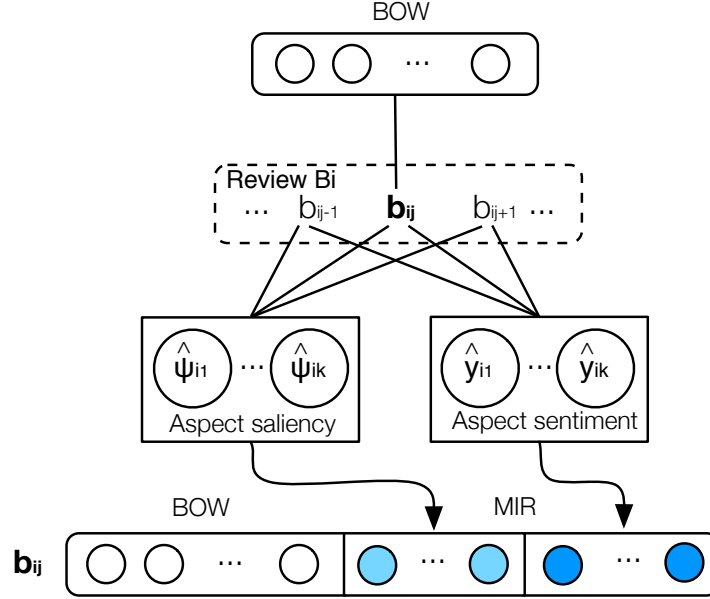 BOW
...
Review Bi
... bij-1 bij bij+1 ...
ψ̂i1 ... ψ̂ik
Aspect saliency
ŷi1 ... ŷik
Aspect sentiment
BOW MIR
bij ... ... ...